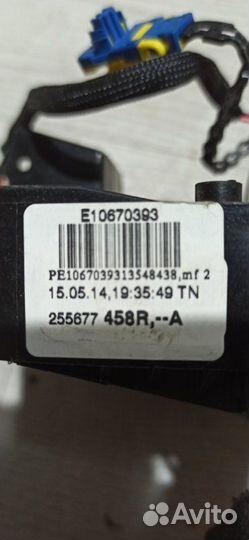 E10670393
PE1067039313548438,mf 2
15.05.14,19:35:49 TN
255677 458R,--A
Avito